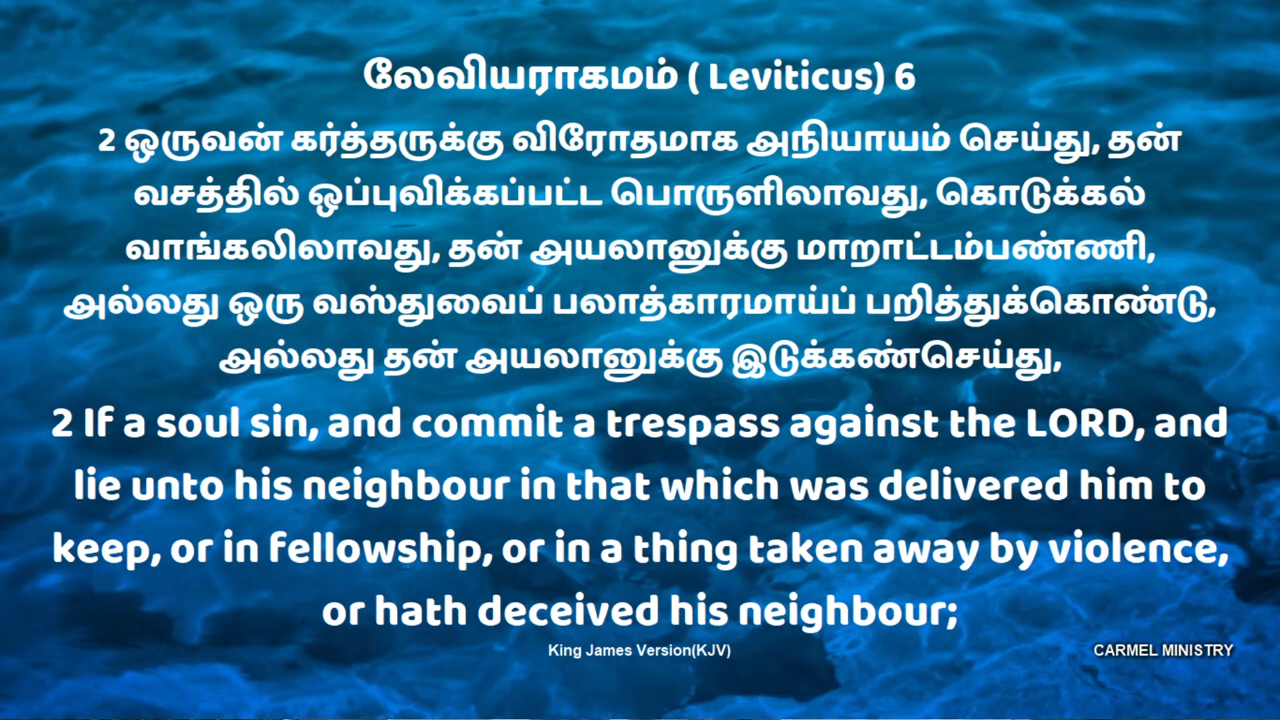 லேவியராகமம் ( Leviticus) 6
2 ஒருவன் கர்த்தருக்கு விரோதமாக அநியாயம் செய்து, தன்
வசத்தில் ஒப்புவிக்கப்பட்ட பொருளிலாவது, கொடுக்கல்
வாங்கலிலாவது, தன் அயலானுக்கு மாறாட்டம்பண்ணி,
அல்லது ஒரு வஸ்துவைப் பலாத்காரமாய்ப் பறித்துக்கொண்டு,
அல்லது தன் அயலானுக்கு இடுக்கண்செய்து,
2 If a soul sin, and commit a trespass against the LORD, and
lie unto his neighbour in that which was delivered him to
keep, or in fellowship, or in a thing taken away by violence,
or hath deceived his neighbour;
King James Version(KJV)
CARMEL MINISTRY